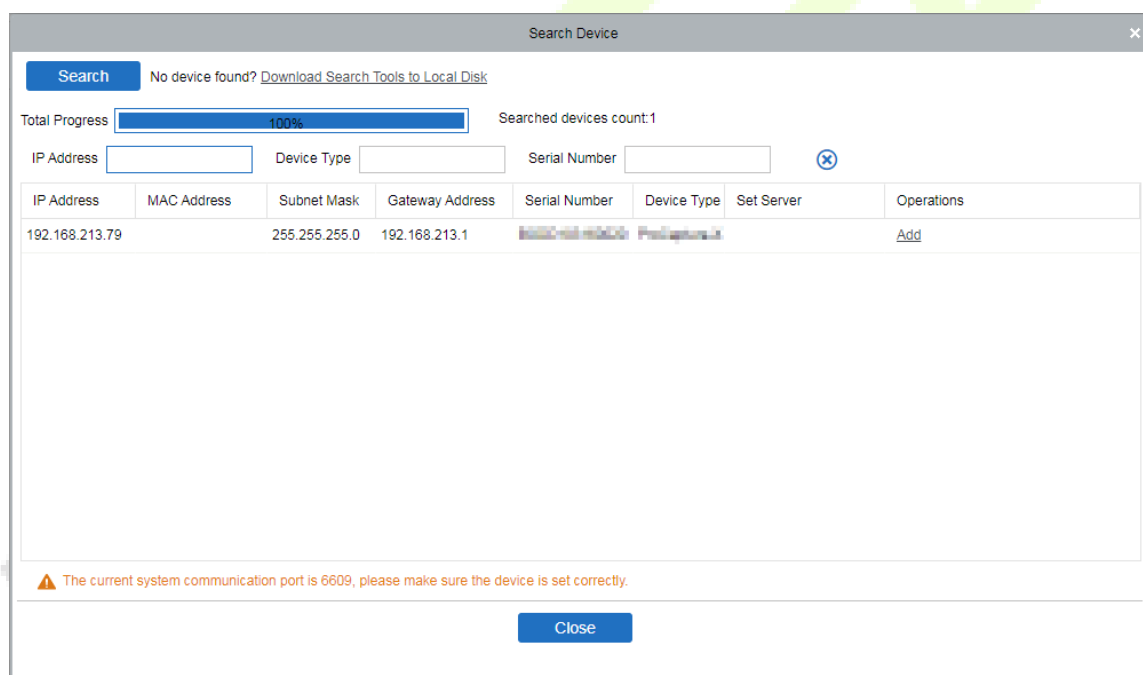 Search Device
Search No device found? Download Search Tools to Local Disk
Total Progress 100% Searched devices count:1
IP Address Device Type Serial Number
IP Address MAC Address Subnet Mask Gateway Address Serial Number Device Type Set Server Operations
192.168.213.79 255.255.255.0 192.168.213.1 Add
The current system communication port is 6609, please make sure the device is set correctly.
Close